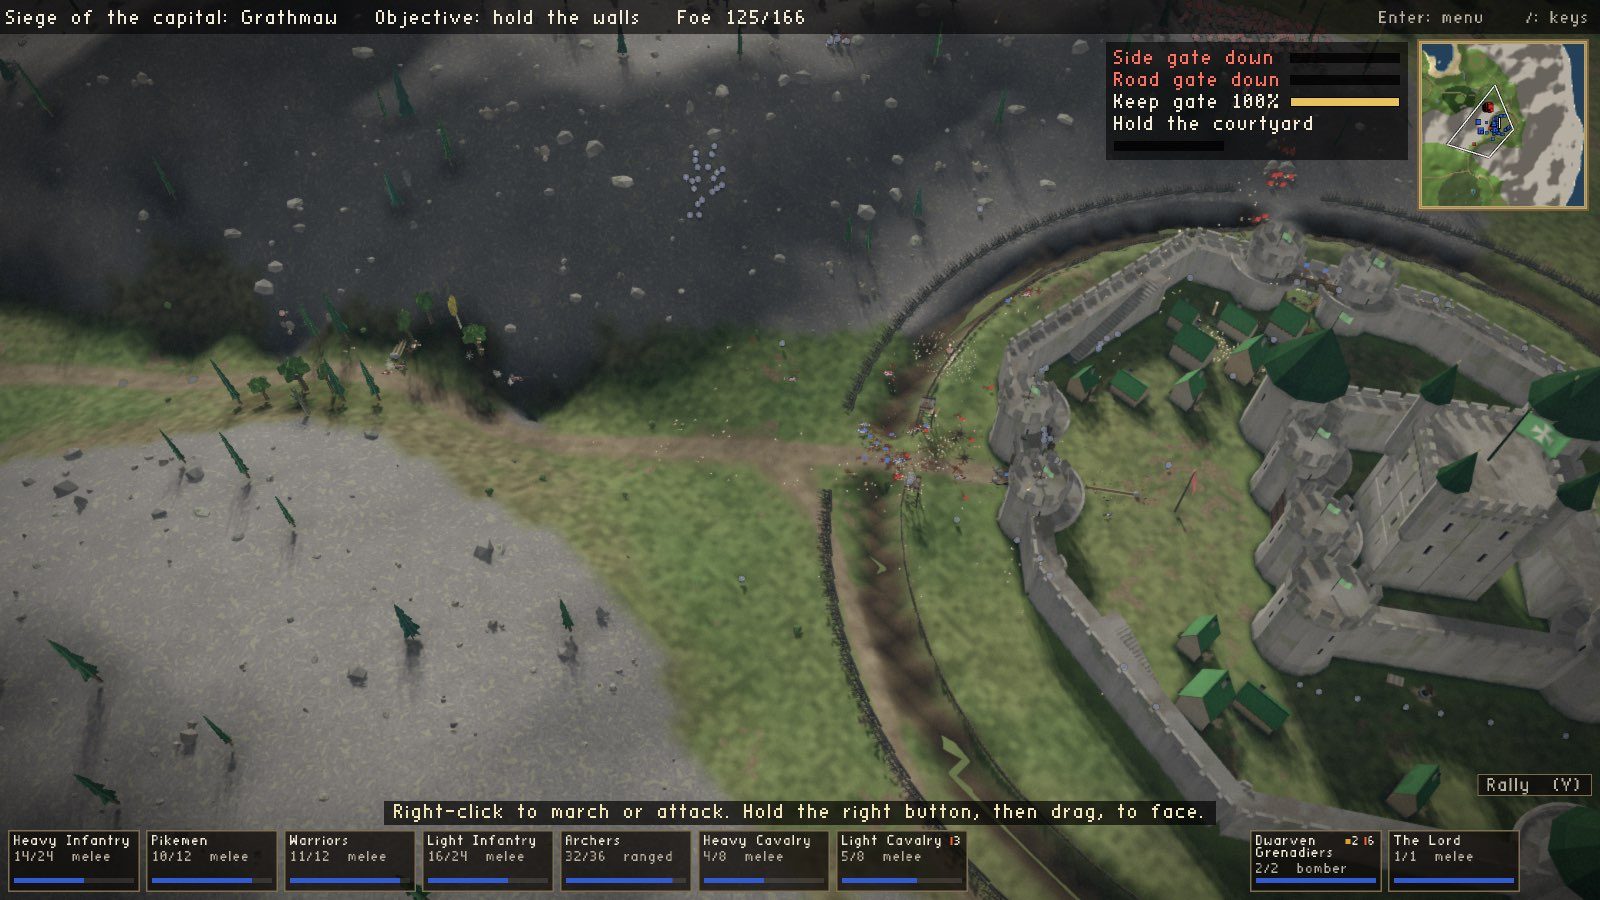 Siege of the capital: Grathmaw Objective: hold the walls Foe 125/166
Enter: menu /: keys
Side gate down
Road gate down
Keep gate 100%
Hold the courtyard
Rally (Y)
Right-click to march or attack. Hold the right button, then drag, to face.
Heavy Infantry
14/24 melee
Pikemen
10/12 melee
Warriors
11/12 melee
Light Infantry
16/24 melee
Archers
32/36 ranged
Heavy Cavalry
4/8 melee
Light Cavalry 3
5/8 melee
Dwarven 2 6
Grenadiers
2/2 bomber
The Lord
1/1 melee